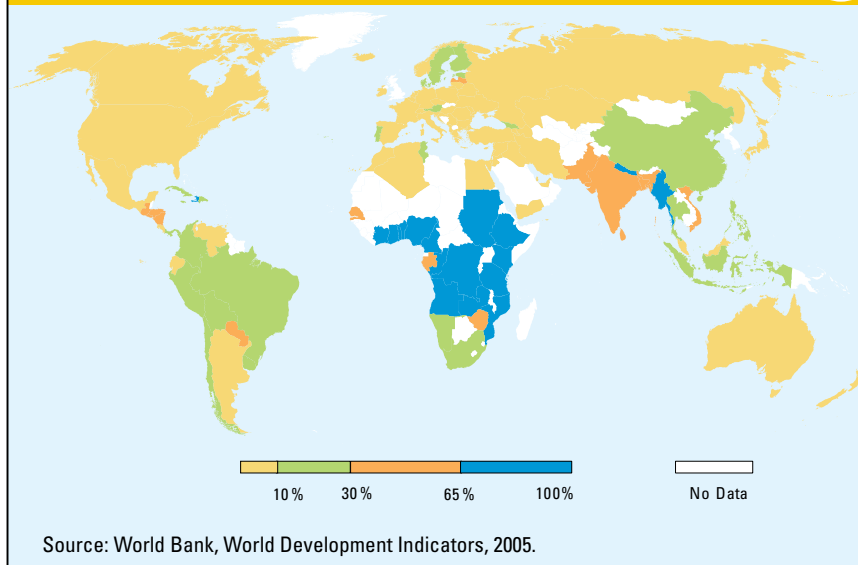 10% 30% 65% 100% No Data
Source: World Bank, World Development Indicators, 2005.